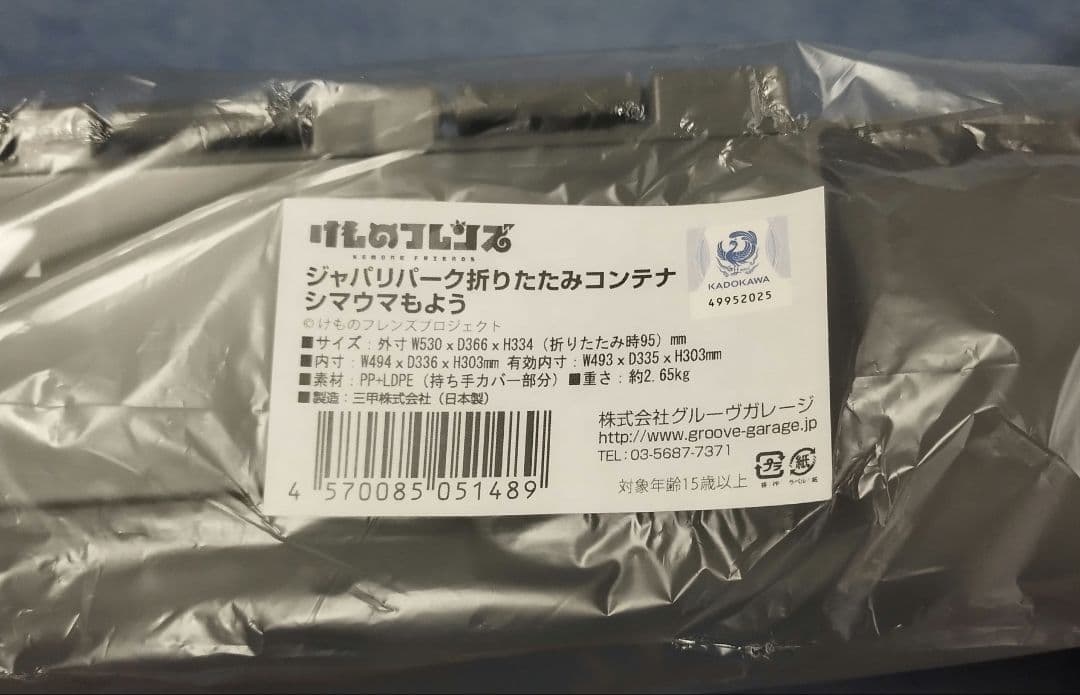 けものフレンズ
KEMONO FRIENDS
ジャパリパーク折りたたみコンテナ
シマウマもよう
©けものフレンズプロジェクト
■サイズ：外寸 W530 x D366 x H334（折りたたみ時95）mm
■内寸：W494 x D336 x H303mm 有効内寸：W493 x D335 x H303mm
■素材：PP+LDPE（持ち手カバー部分）■重さ：約2.65kg
■製造：三甲株式会社（日本製）
KADOKAWA
49952025
株式会社グルーヴガレージ
http://www.groove-garage.jp
TEL：03-5687-7371
プラ 紙
袋：PP ラベル：紙
対象年齢15歳以上
4 570085 051489